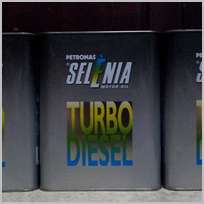 PETRONAS
SELENIA
MOTOR OIL
TURBO
DIESEL